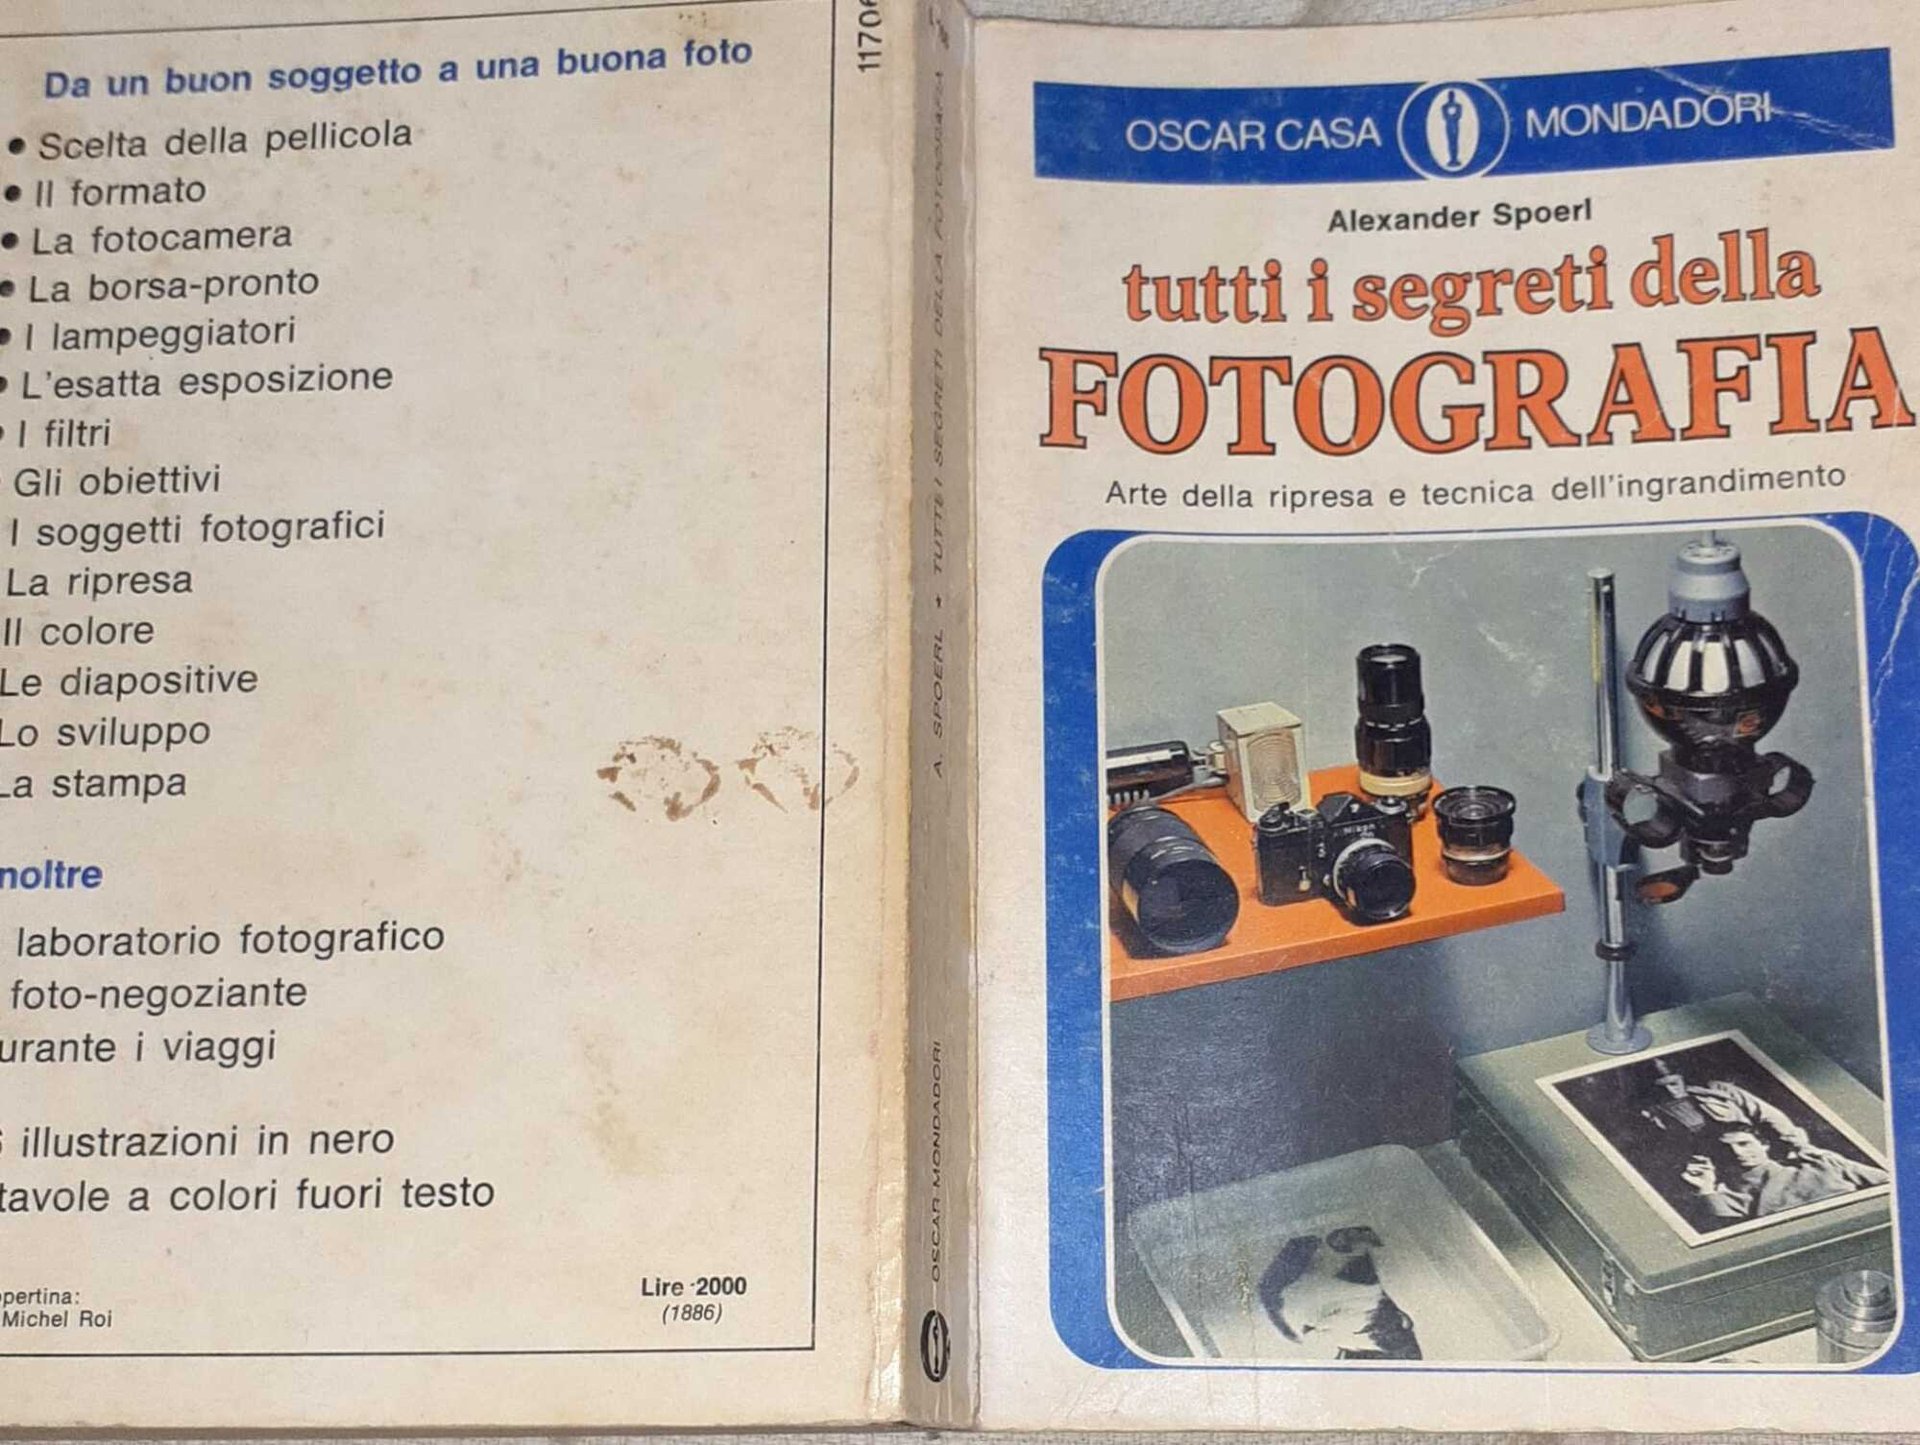 Da un buon soggetto a una buona foto
• Scelta della pellicola
• Il formato
• La fotocamera
• La borsa-pronto
• I lampeggiatori
• L'esatta esposizione
• I filtri
Gli obiettivi
I soggetti fotografici
La ripresa
Il colore
Le diapositive
Lo sviluppo
La stampa
noltre
laboratorio fotografico
foto-negoziante
urante i viaggi
illustrazioni in nero
tavole a colori fuori testo
pertina:
Michel Roi
Lire 2000
(1886)
11706
A. SPOERL * TUTTI I SEGRETI DELLA FOTOGRAFIA
OSCAR MONDADORI
OSCAR CASA MONDADORI
Alexander Spoerl
tutti i segreti della
FOTOGRAFIA
Arte della ripresa e tecnica dell'ingrandimento
Nikon